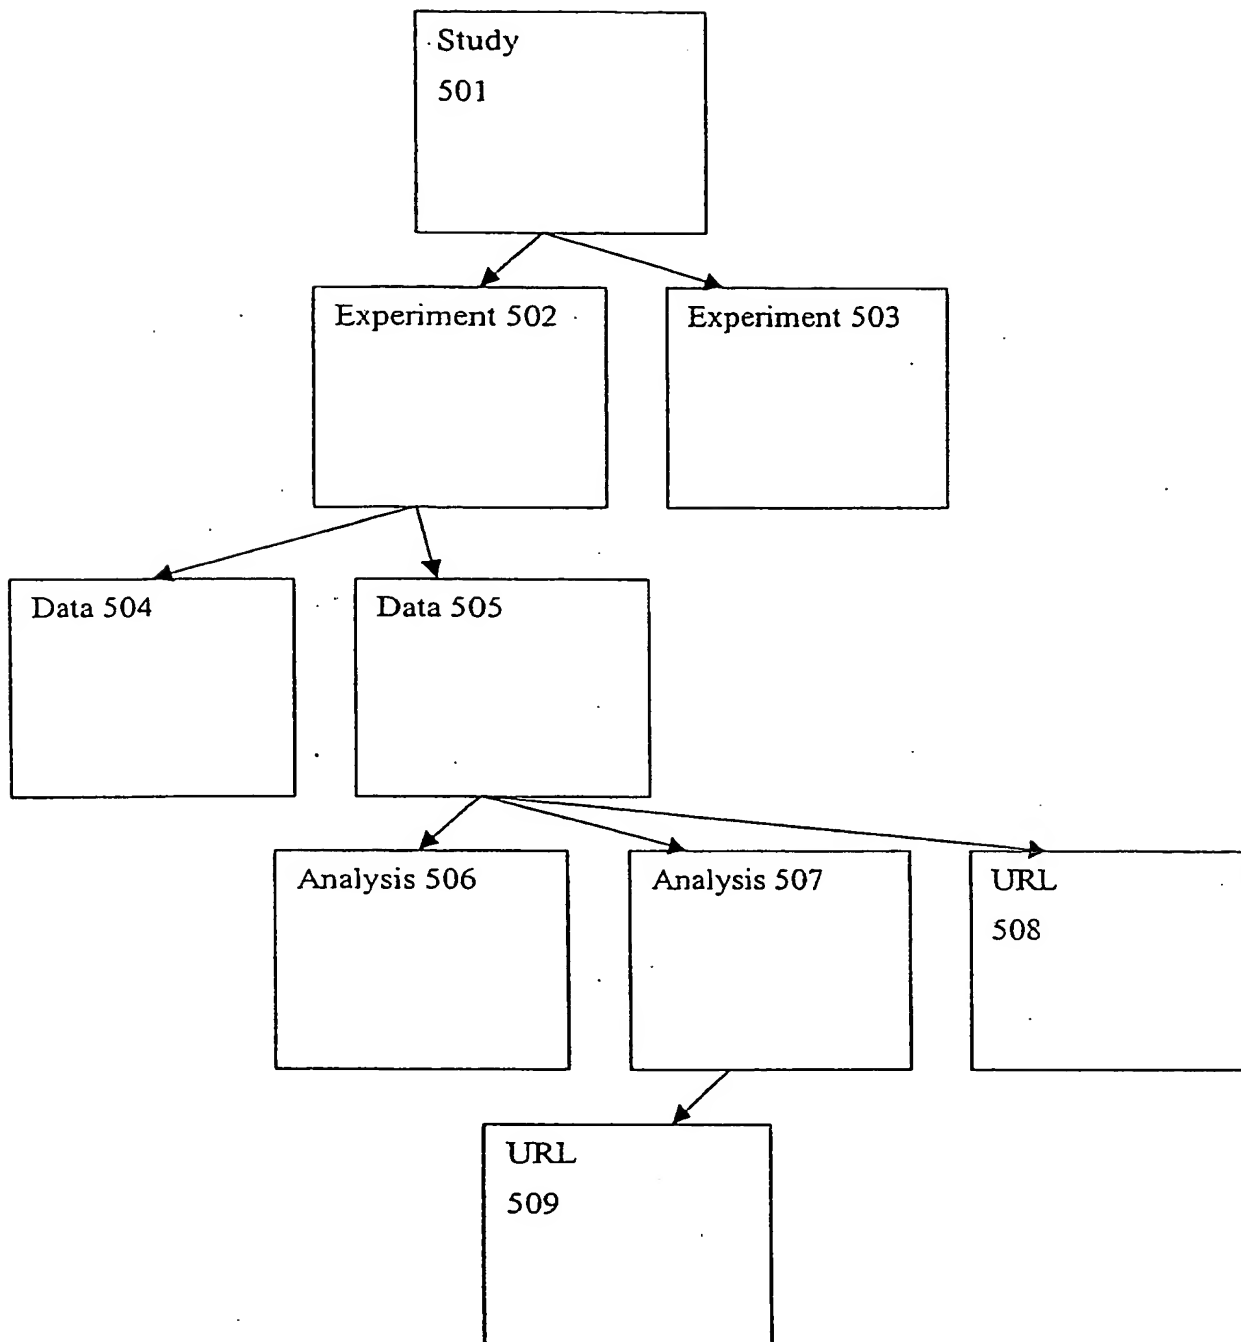 Study
501
Experiment 502
Experiment 503
Data 504
Data 505
Analysis 506
Analysis 507
URL
508
URL
509